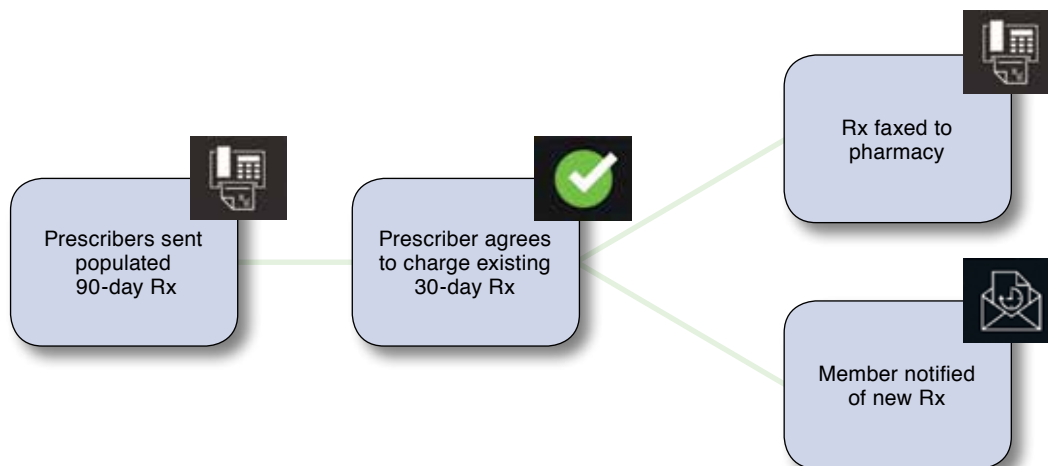 Prescribers sent
populated
90-day Rx
Prescriber agrees
to charge existing
30-day Rx
Rx faxed to
pharmacy
Member notified
of new Rx